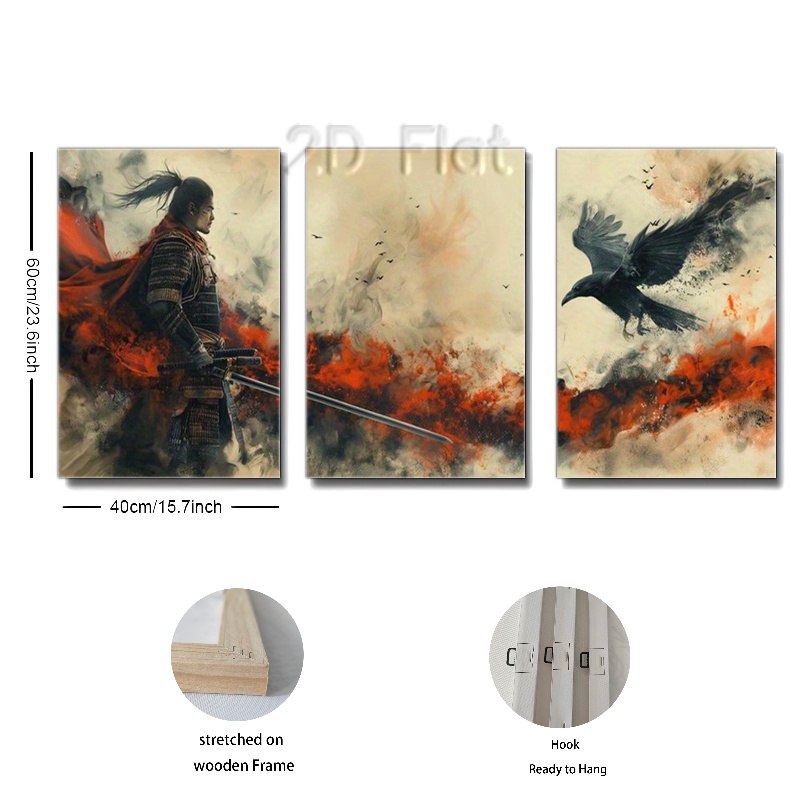 2D Flat
60cm/23.6inch
40cm/15.7inch
stretched on
wooden Frame
Hook
Ready to Hang